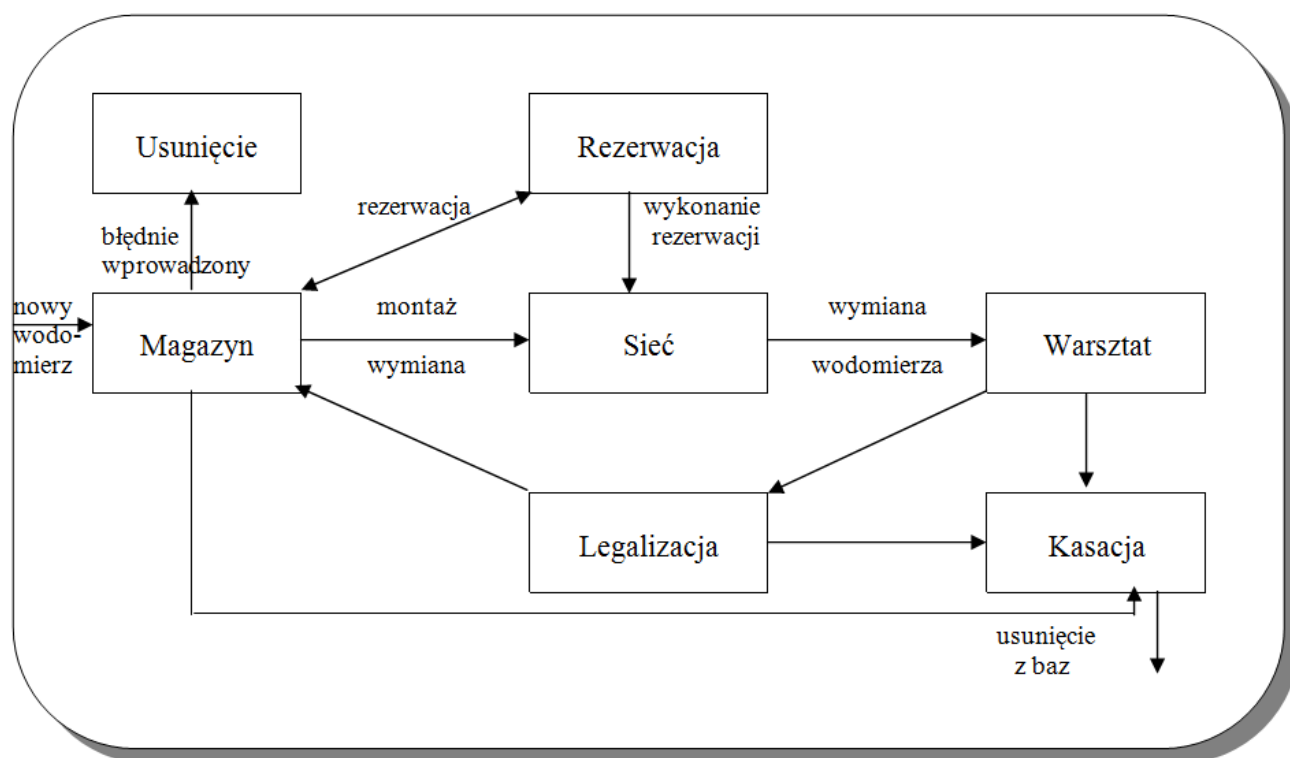 Usunięcie
Rezerwacja
rezerwacja
wykonanie
rezerwacji
błędnie
wprowadzony
nowy
wodo-
mierz
Magazyn
montaż
wymiana
Sieć
wymiana
wodomierza
Warsztat
Legalizacja
Kasacja
usunięcie
z baz